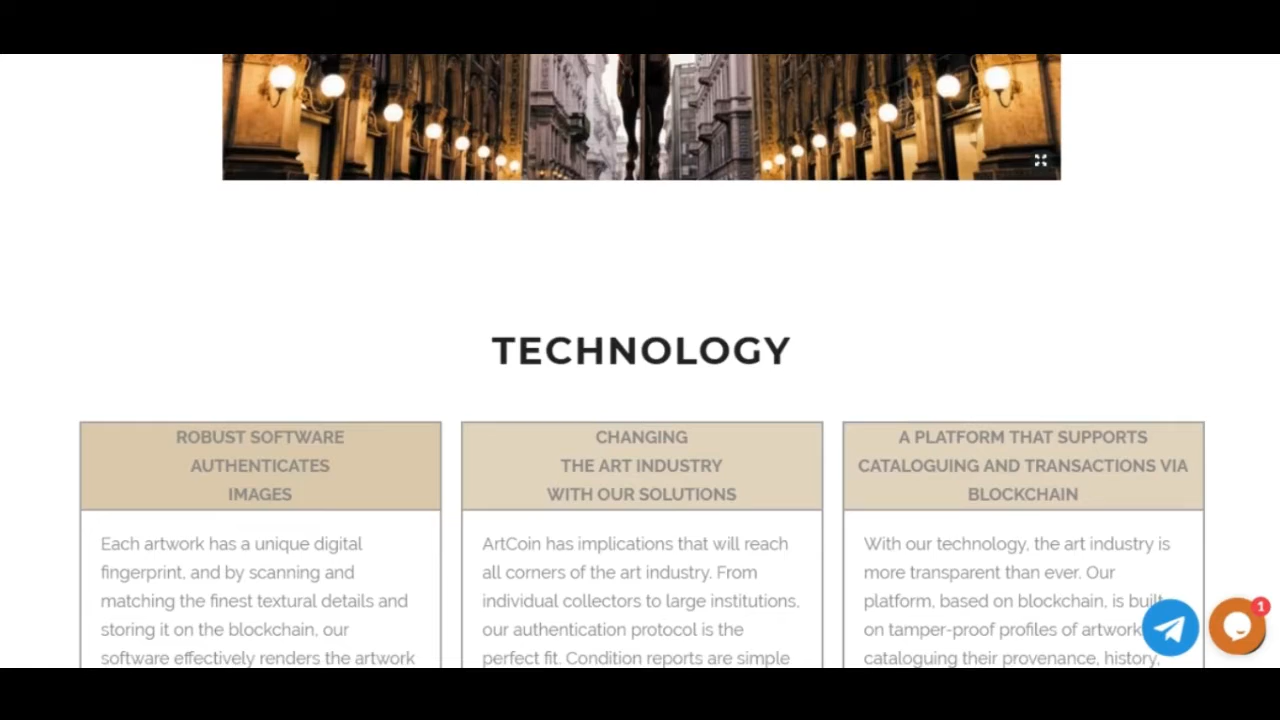 TECHNOLOGY
ROBUST SOFTWARE
AUTHENTICATES
IMAGES
Each artwork has a unique digital
fingerprint, and by scanning and
matching the finest textural details and
storing it on the blockchain, our
software effectively renders the artwork
CHANGING
THE ART INDUSTRY
WITH OUR SOLUTIONS
ArtCoin has implications that will reach
all corners of the art industry. From
individual collectors to large institutions,
our authentication protocol is the
perfect fit. Condition reports are simple
A PLATFORM THAT SUPPORTS
CATALOGUING AND TRANSACTIONS VIA
BLOCKCHAIN
With our technology, the art industry is
more transparent than ever. Our
platform, based on blockchain, is built
on tamper-proof profiles of artwork
cataloguing their provenance, history,
1